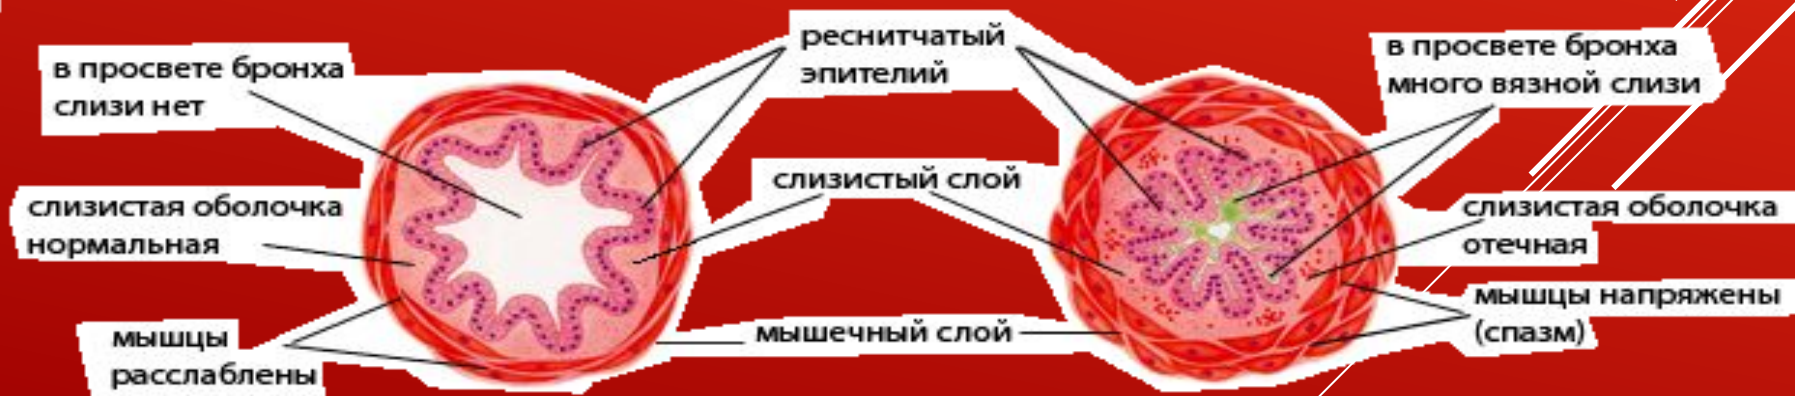 в просвете бронха
слизи нет
слизистая оболочка
нормальная
мышцы
расслаблены
реснитчатый
эпителий
слизистый слой
мышечный слой
в просвете бронха
много вязной слизи
слизистая оболочка
отечная
мышцы напряжены
(спазм)